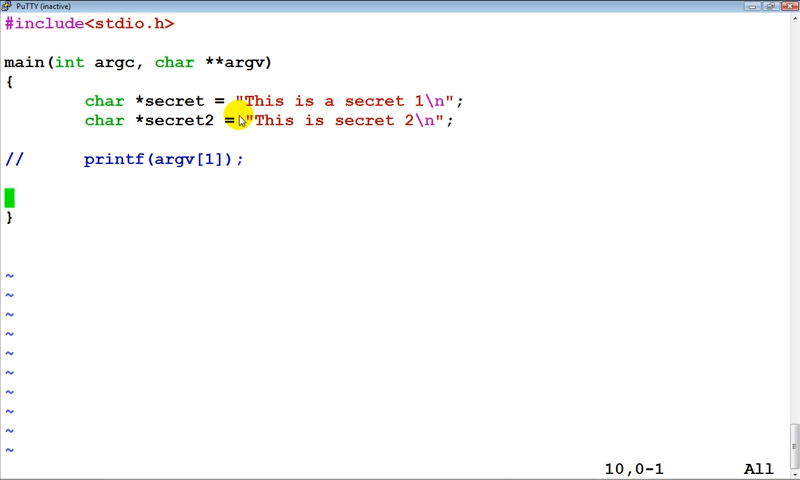 PuTTY (inactive)
#include<stdio.h>
main(int argc, char **argv)
{
char *secret = "This is a secret 1\n";
char *secret2 = "This is secret 2\n";
// printf(argv[1]);
}
~
~
~
~
~
~
~
~
~
~
10,0-1 All